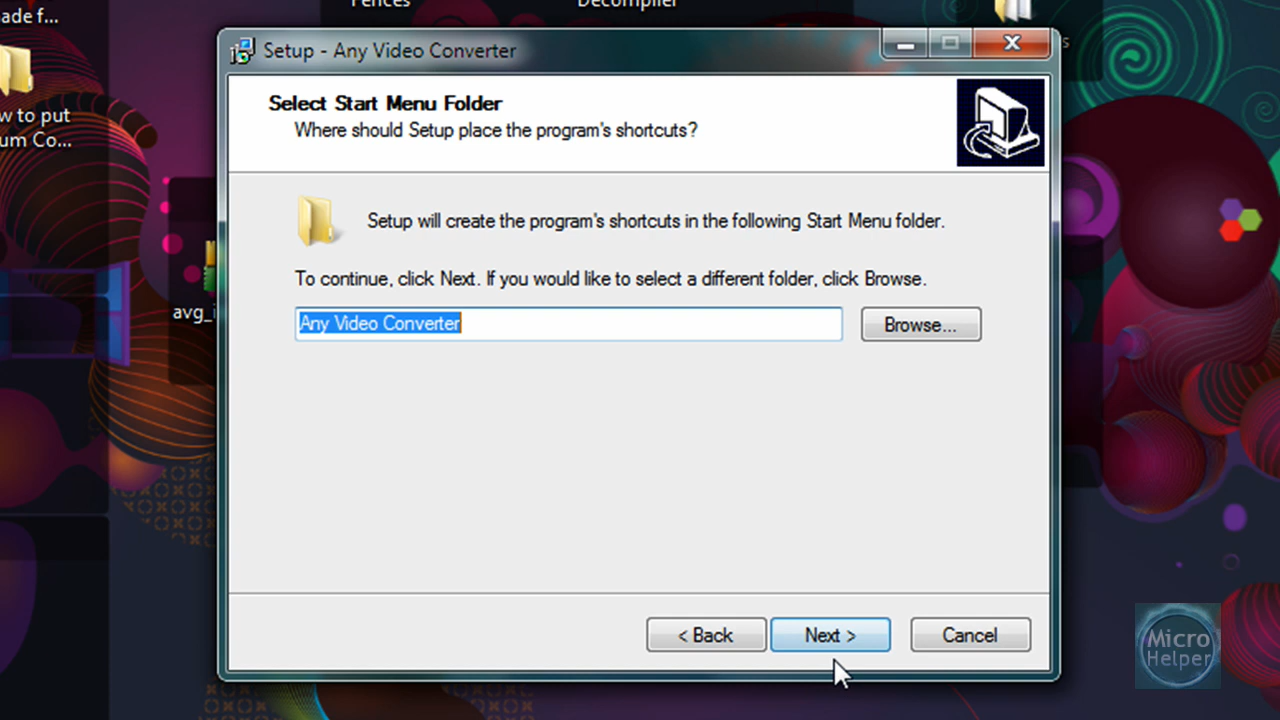 ade f...
Fences
Decompiler
s
w to put
um Co...
avg_i
Setup - Any Video Converter
Select Start Menu Folder
Where should Setup place the program's shortcuts?
Setup will create the program's shortcuts in the following Start Menu folder.
To continue, click Next. If you would like to select a different folder, click Browse.
Any Video Converter
Browse...
< Back
Next >
Cancel
Micro
Helper